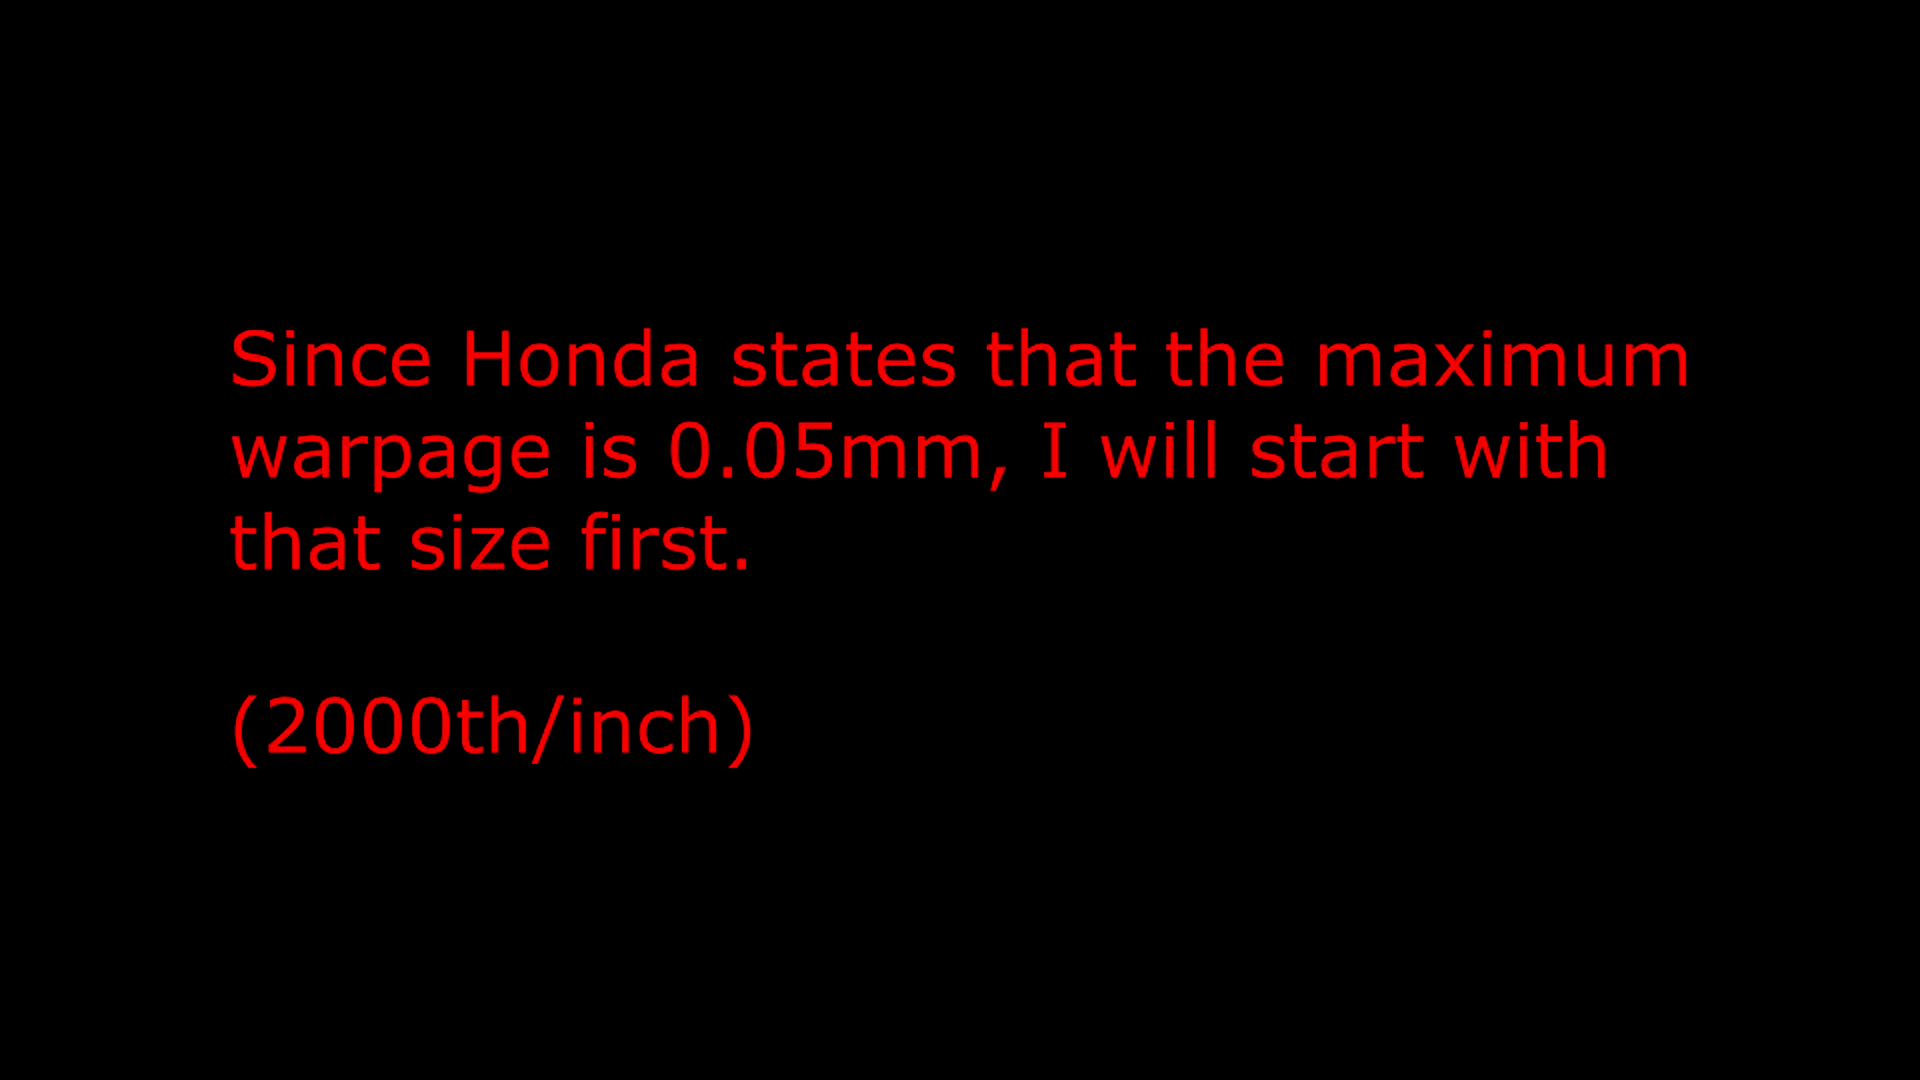 Since Honda states that the maximum
warpage is 0.05mm, I will start with
that size first.
(2000th/inch)